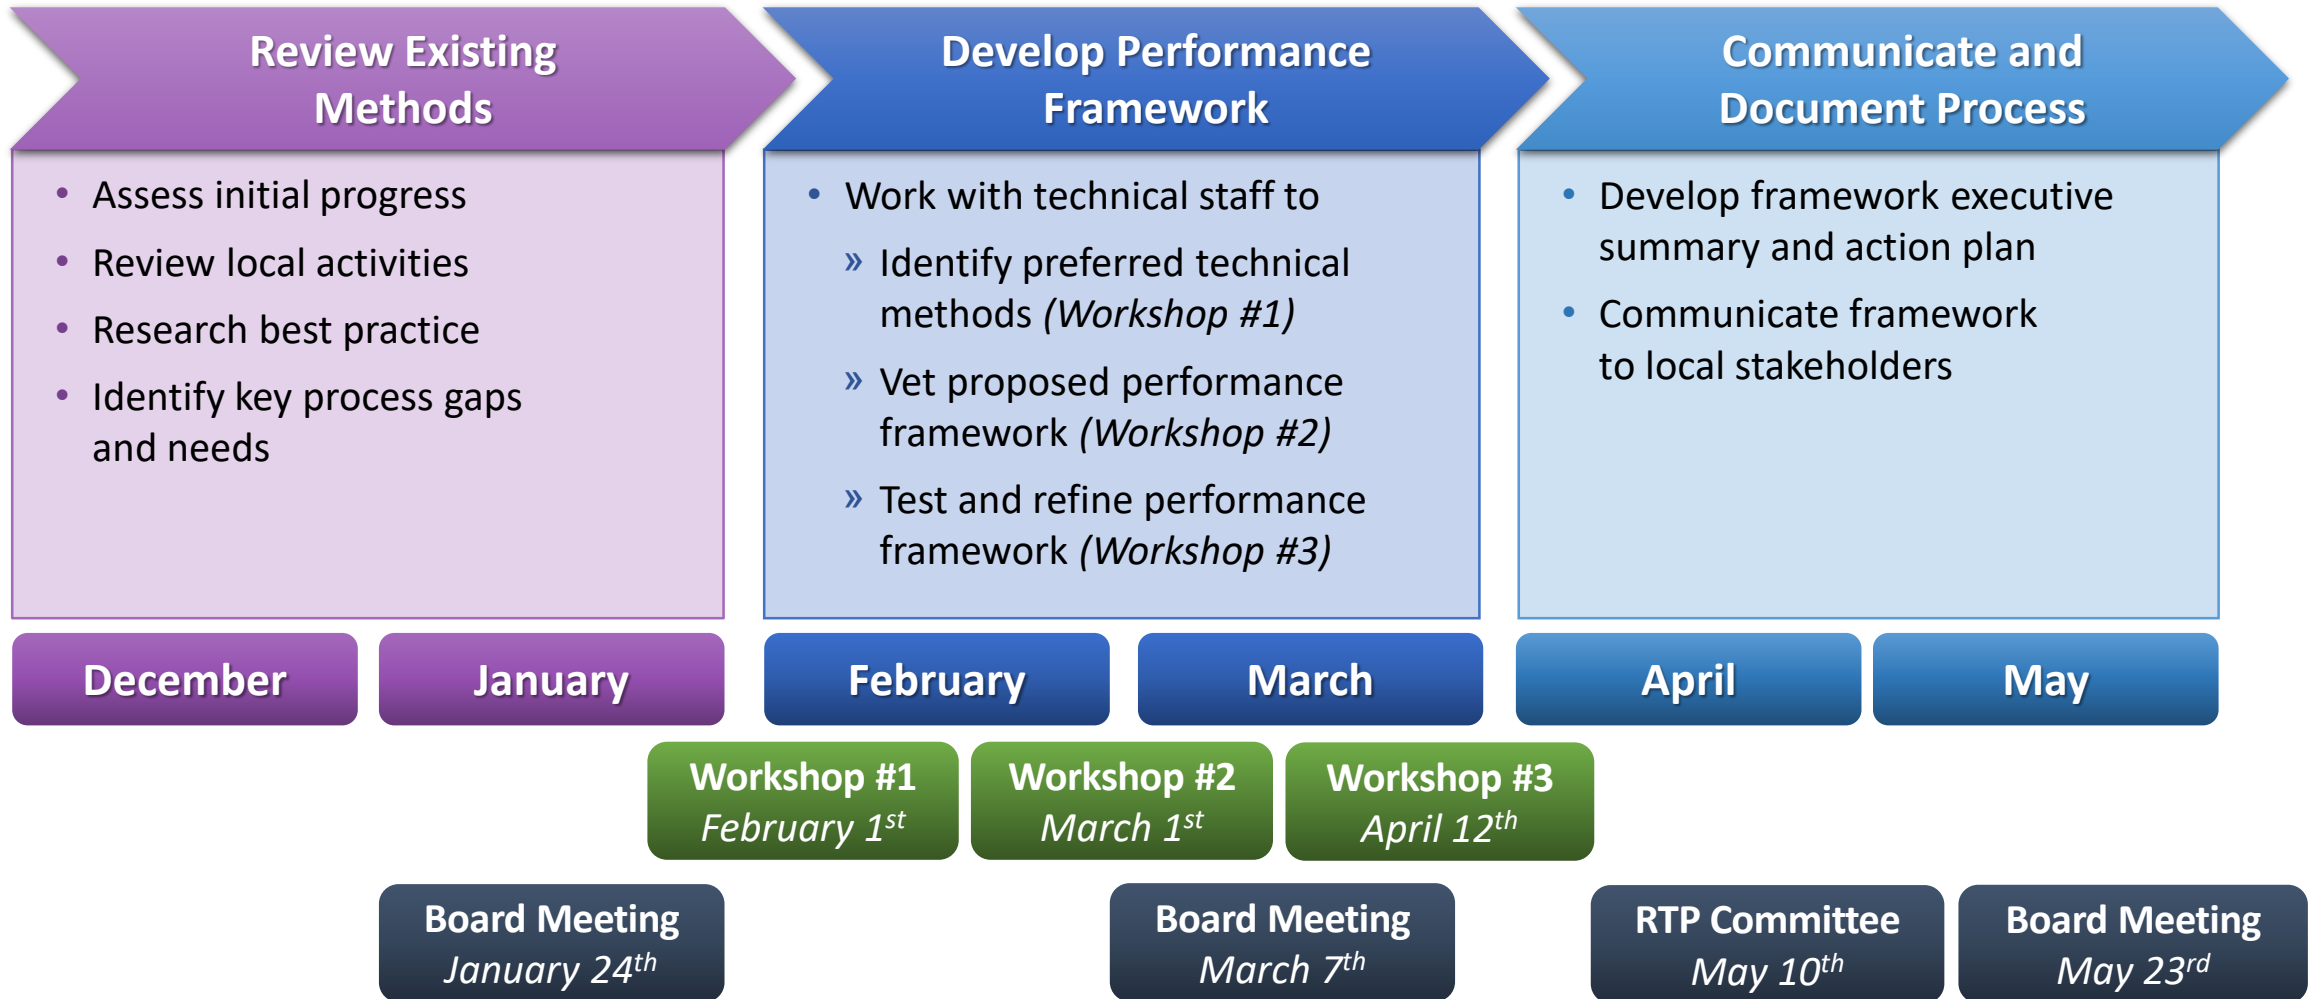 Review Existing
Methods
• Assess initial progress
• Review local activities
• Research best practice
• Identify key process gaps
and needs
Develop Performance
Framework
• Work with technical staff to
» Identify preferred technical
methods (Workshop #1)
» Vet proposed performance
framework (Workshop #2)
» Test and refine performance
framework (Workshop #3)
Communicate and
Document Process
• Develop framework executive
summary and action plan
• Communicate framework
to local stakeholders
December
January
February
March
April
May
Workshop #1
February 1st
Workshop #2
March 1st
Workshop #3
April 12th
Board Meeting
January 24th
Board Meeting
March 7th
RTP Committee
May 10th
Board Meeting
May 23rd